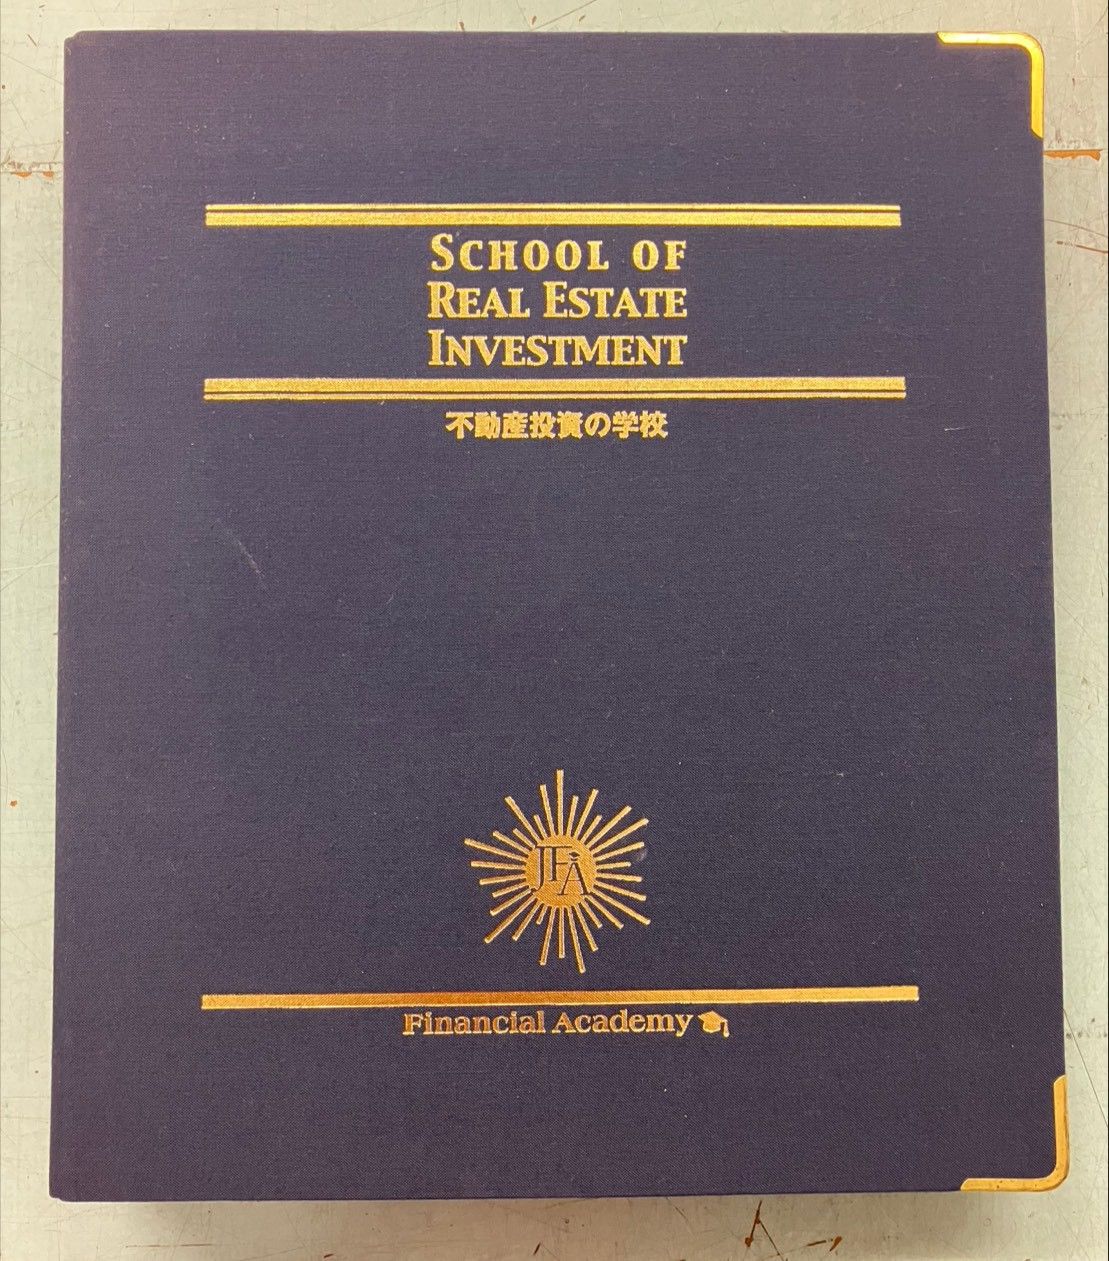 SCHOOL OF
REAL ESTATE
INVESTMENT
不動産投資の学校
JFA
Financial Academy